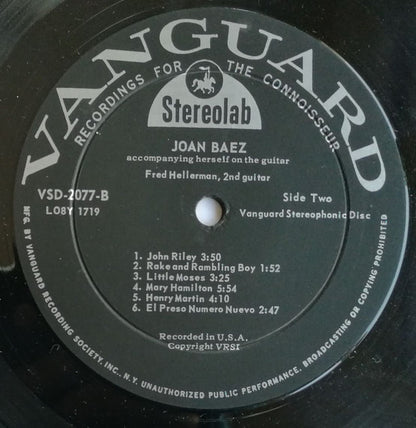 VANGUARD
RECORDINGS FOR THE CONNOISSEUR
Stereolab
JOAN BAEZ
accompanying herself on the guitar
Fred Hellerman, 2nd guitar
VSD-2077-B
LO8Y 1719
Side Two
Vanguard Stereophonic Disc
1. John Riley 3:50
2. Rake and Rambling Boy 1:52
3. Little Moses 3:25
4. Mary Hamilton 5:54
5. Henry Martin 4:10
6. El Preso Numero Nuevo 2:47
Recorded in U.S.A.
Copyright VRSI
MFG. BY VANGUARD RECORDING SOCIETY, INC., N.Y. UNAUTHORIZED PUBLIC PERFORMANCE, BROADCASTING OR COPYING PROHIBITED